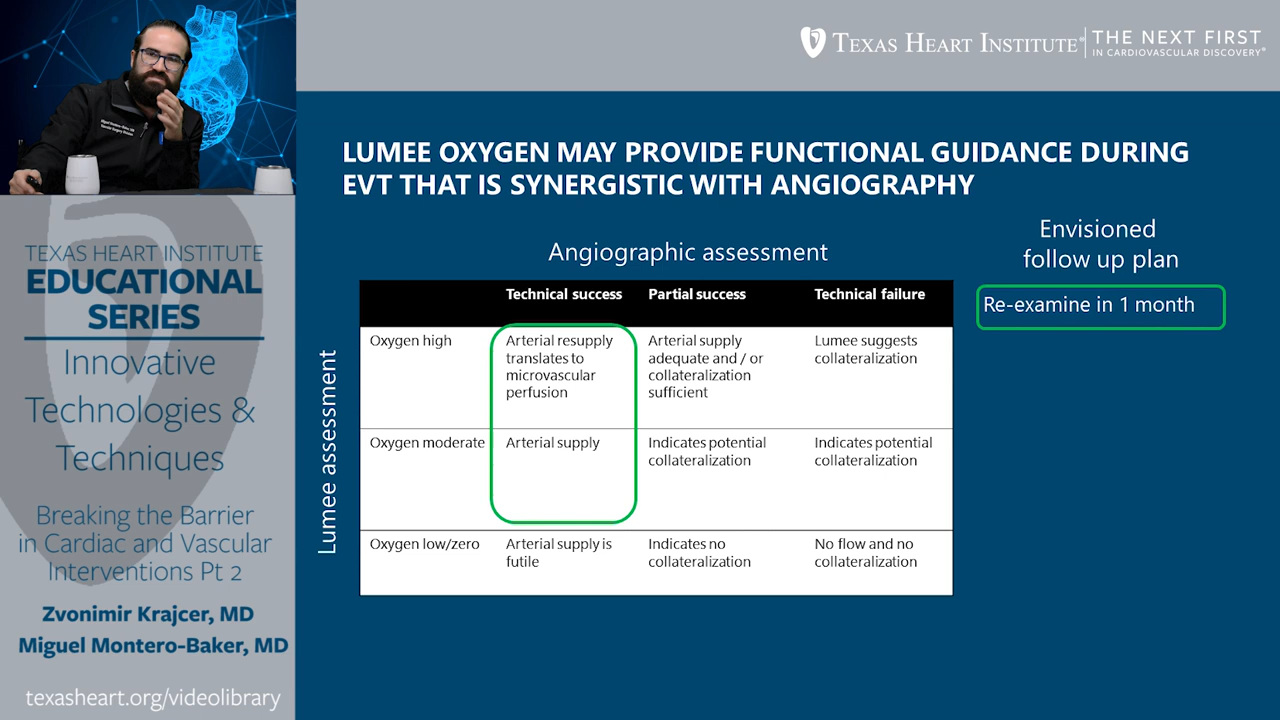 TEXAS HEART INSTITUTE®
THE NEXT FIRST
IN CARDIOVASCULAR DISCOVERY®
LUMEE OXYGEN MAY PROVIDE FUNCTIONAL GUIDANCE DURING
EVT THAT IS SYNERGISTIC WITH ANGIOGRAPHY
Angiographic assessment
Envisioned
follow up plan
Re-examine in 1 month
Lumee assessment
Technical success
Partial success
Technical failure
Oxygen high
Arterial resupply
translates to
microvascular
perfusion
Arterial supply
adequate and / or
collateralization
sufficient
Lumee suggests
collateralization
Oxygen moderate
Arterial supply
Indicates potential
collateralization
Indicates potential
collateralization
Oxygen low/zero
Arterial supply is
futile
Indicates no
collateralization
No flow and no
collateralization
TEXAS HEART INSTITUTE
EDUCATIONAL
SERIES
Innovative
Technologies &
Techniques
Breaking the Barrier
in Cardiac and Vascular
Interventions Pt 2
Zvonimir Krajcer, MD
Miguel Montero-Baker, MD
texasheart.org/videolibrary